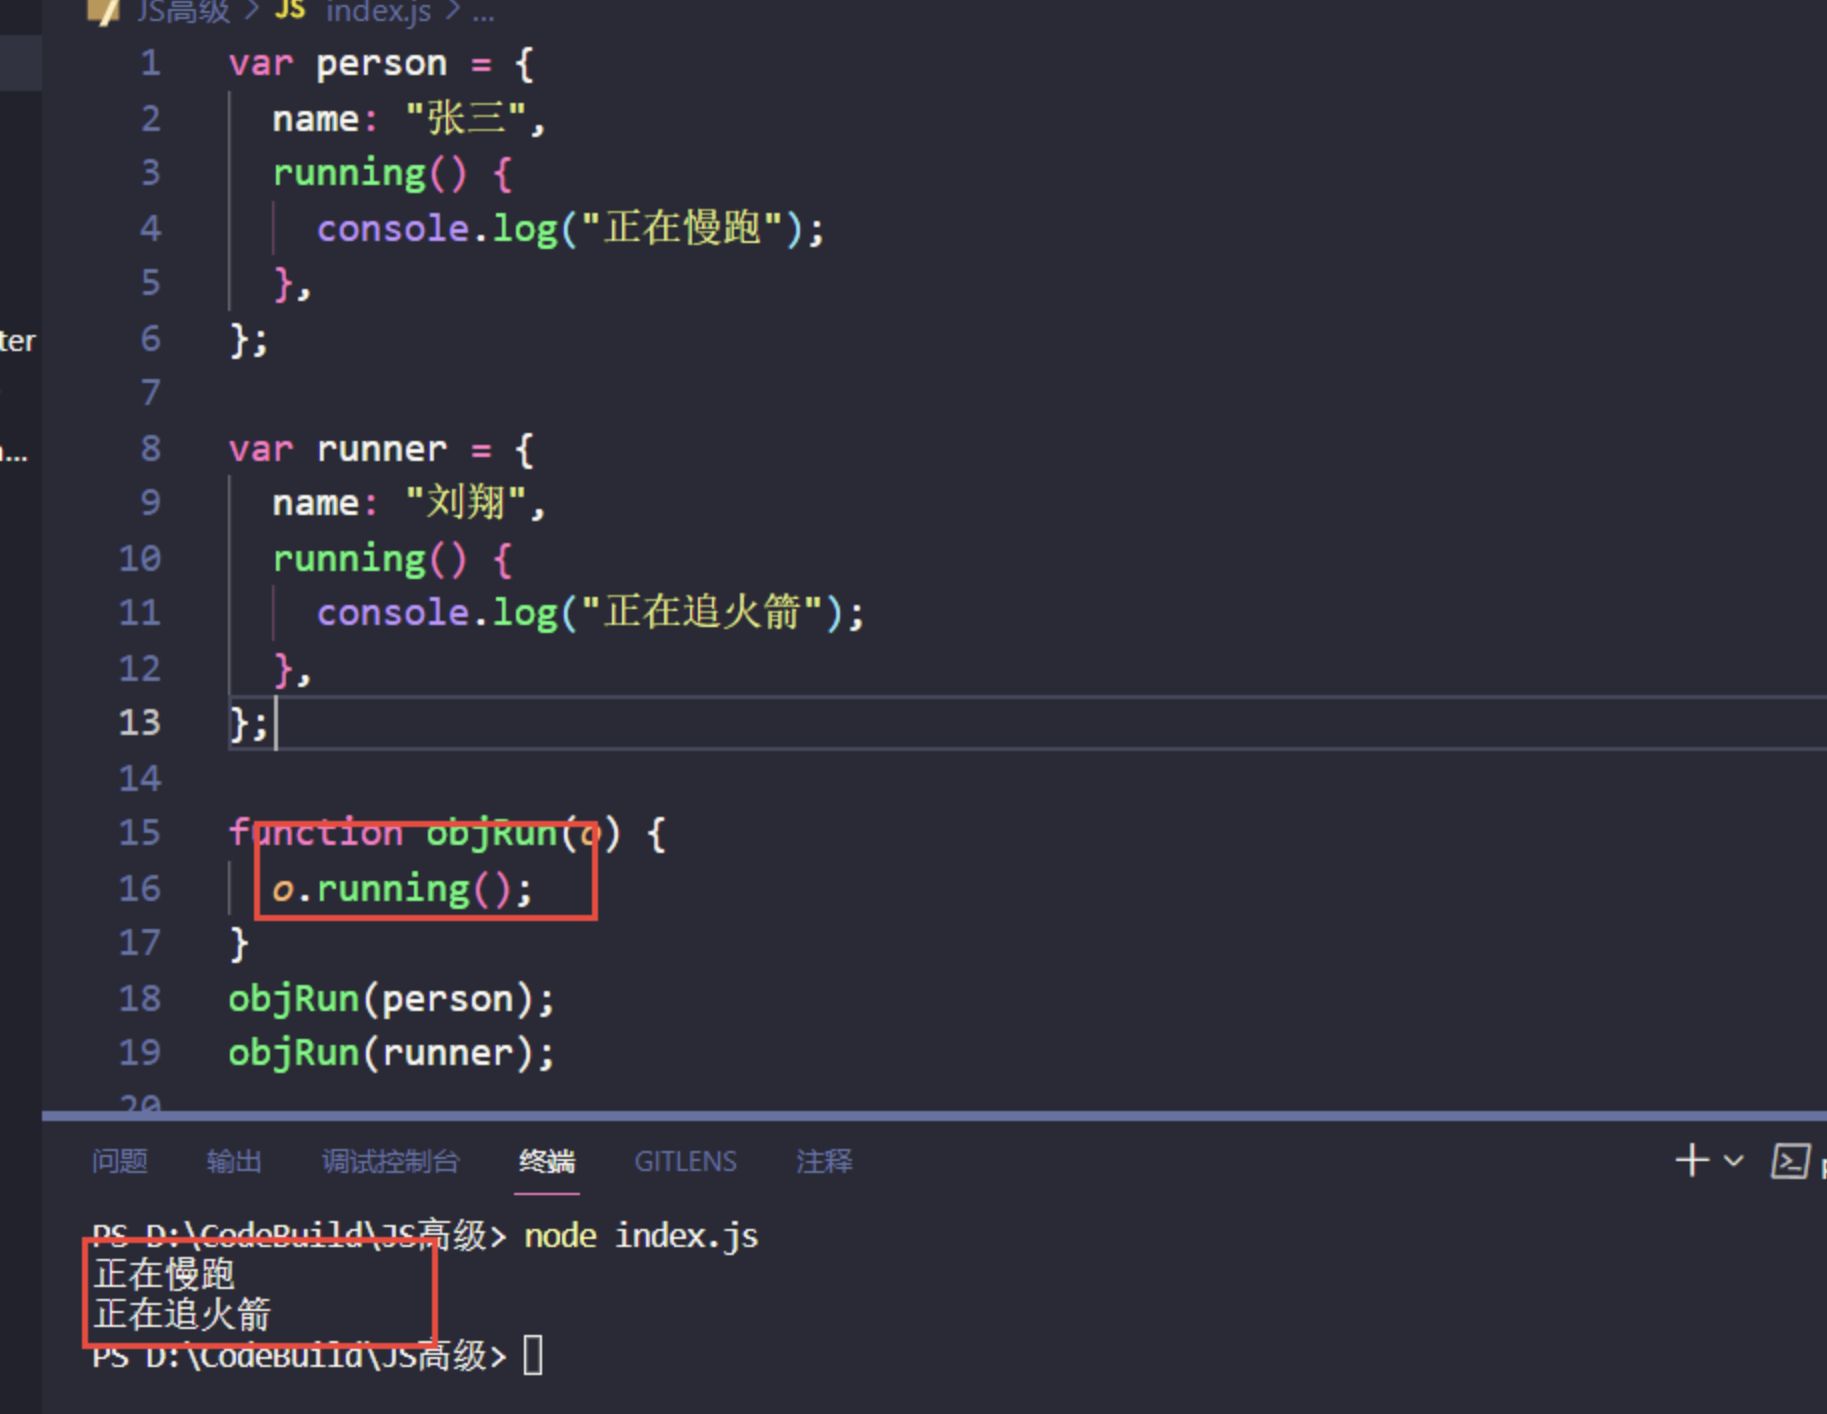 JS高级 > JS index.js > ...
1 var person = {
2 name: "张三",
3 running() {
4 console.log("正在慢跑");
5 },
6 };
7
8 var runner = {
9 name: "刘翔",
10 running() {
11 console.log("正在追火箭");
12 },
13 };
14
15 function objRun(o) {
16 o.running();
17 }
18 objRun(person);
19 objRun(runner);
20
ter
...
问题 输出 调试控制台 终端 GITLENS 注释
PS D:\CodeBuild\JS高级> node index.js
正在慢跑
正在追火箭
PS D:\CodeBuild\JS高级>